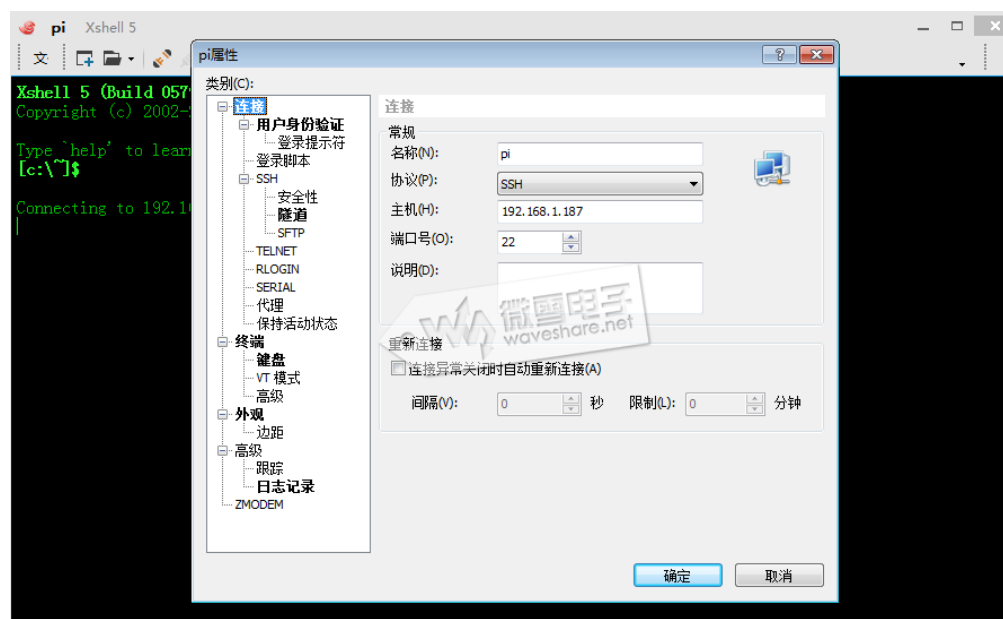 pi Xshell 5
文
Xshell 5 (Build 057
Copyright (c) 2002-
Type `help' to learn
[c:\~]$
Connecting to 192.1
pi属性
类别(C):
连接
用户身份验证
登录提示符
登录脚本
SSH
安全性
隧道
SFTP
TELNET
RLOGIN
SERIAL
代理
保持活动状态
终端
键盘
VT 模式
高级
外观
边距
高级
跟踪
日志记录
ZMODEM
连接
常规
名称(N): pi
协议(P): SSH
主机(H): 192.168.1.187
端口号(O): 22
说明(D):
微雪电子
waveshare.net
重新连接
连接异常关闭时自动重新连接(A)
间隔(V): 0 秒 限制(L): 0 分钟
确定 取消